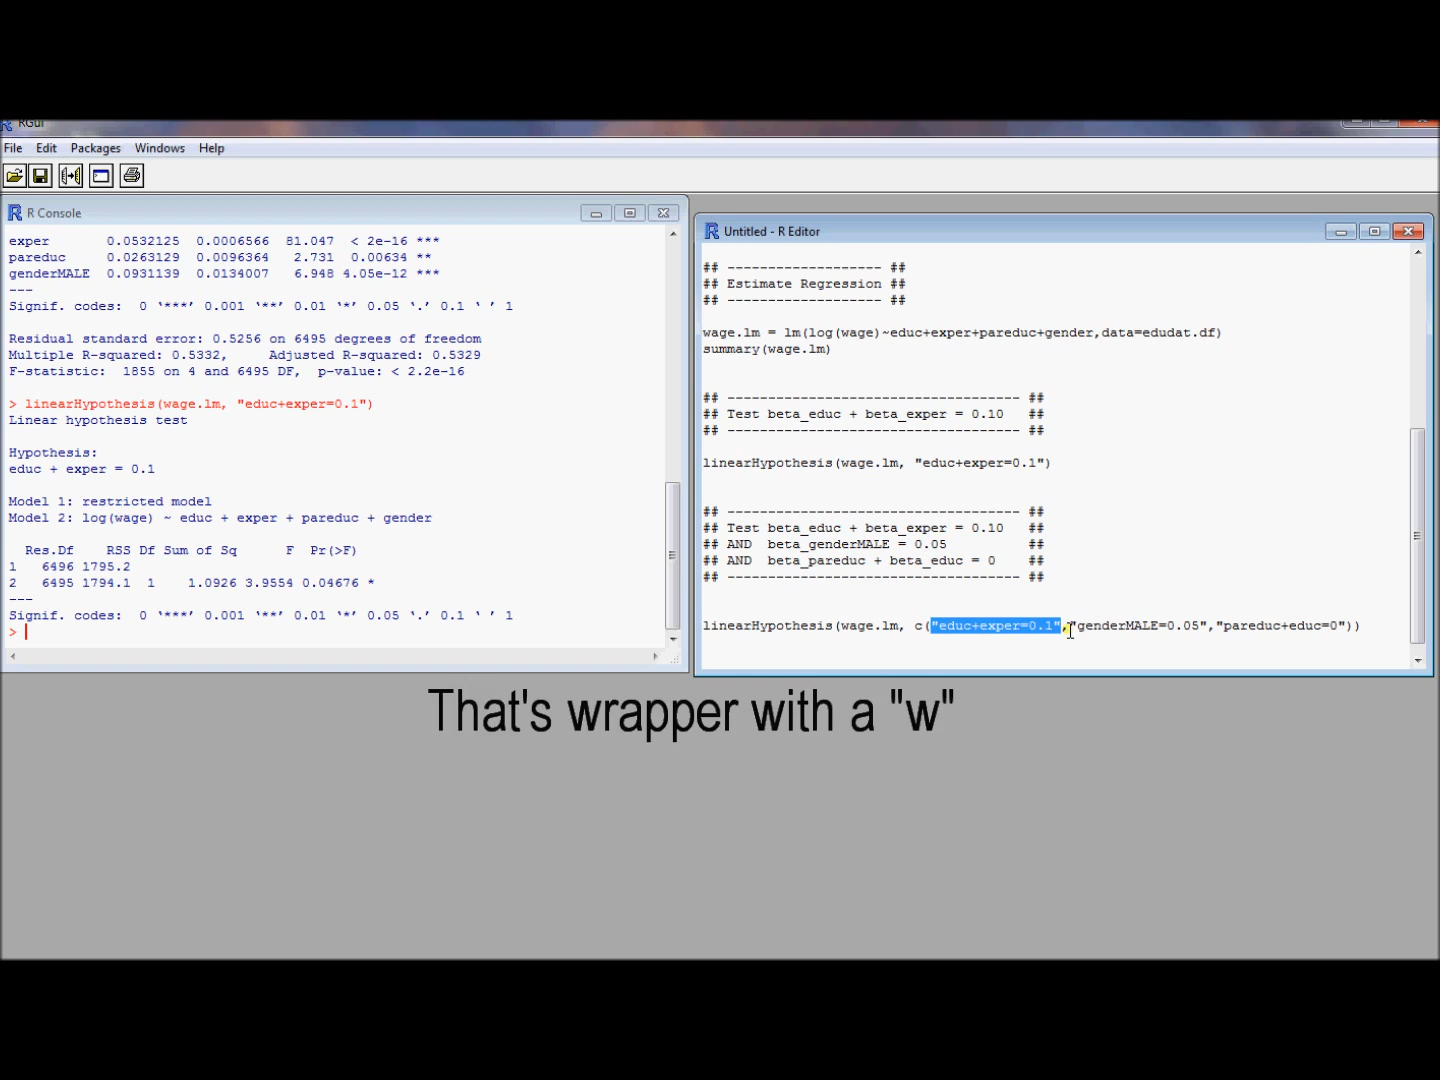 RGui
File Edit Packages Windows Help
R Console
exper 0.0532125 0.0006566 81.047 < 2e-16 ***
pareduc 0.0263129 0.0096364 2.731 0.00634 **
genderMALE 0.0931139 0.0134007 6.948 4.05e-12 ***
---
Signif. codes: 0 '***' 0.001 '**' 0.01 '*' 0.05 '.' 0.1 ' ' 1
Residual standard error: 0.5256 on 6495 degrees of freedom
Multiple R-squared: 0.5332, Adjusted R-squared: 0.5329
F-statistic: 1855 on 4 and 6495 DF, p-value: < 2.2e-16
> linearHypothesis(wage.lm, "educ+exper=0.1")
Linear hypothesis test
Hypothesis:
educ + exper = 0.1
Model 1: restricted model
Model 2: log(wage) ~ educ + exper + pareduc + gender
Res.Df RSS Df Sum of Sq F Pr(>F)
1 6496 1795.2
2 6495 1794.1 1 1.0926 3.9554 0.04676 *
---
Signif. codes: 0 '***' 0.001 '**' 0.01 '*' 0.05 '.' 0.1 ' ' 1
>
Untitled - R Editor
## ------------------- ##
## Estimate Regression ##
## ------------------- ##
wage.lm = lm(log(wage)~educ+exper+pareduc+gender,data=edudat.df)
summary(wage.lm)
## ------------------------------------ ##
## Test beta_educ + beta_exper = 0.10 ##
## ------------------------------------ ##
linearHypothesis(wage.lm, "educ+exper=0.1")
## ------------------------------------ ##
## Test beta_educ + beta_exper = 0.10 ##
## AND beta_genderMALE = 0.05 ##
## AND beta_pareduc + beta_educ = 0 ##
## ------------------------------------ ##
linearHypothesis(wage.lm, c("educ+exper=0.1","genderMALE=0.05","pareduc+educ=0"))
That's wrapper with a "w"